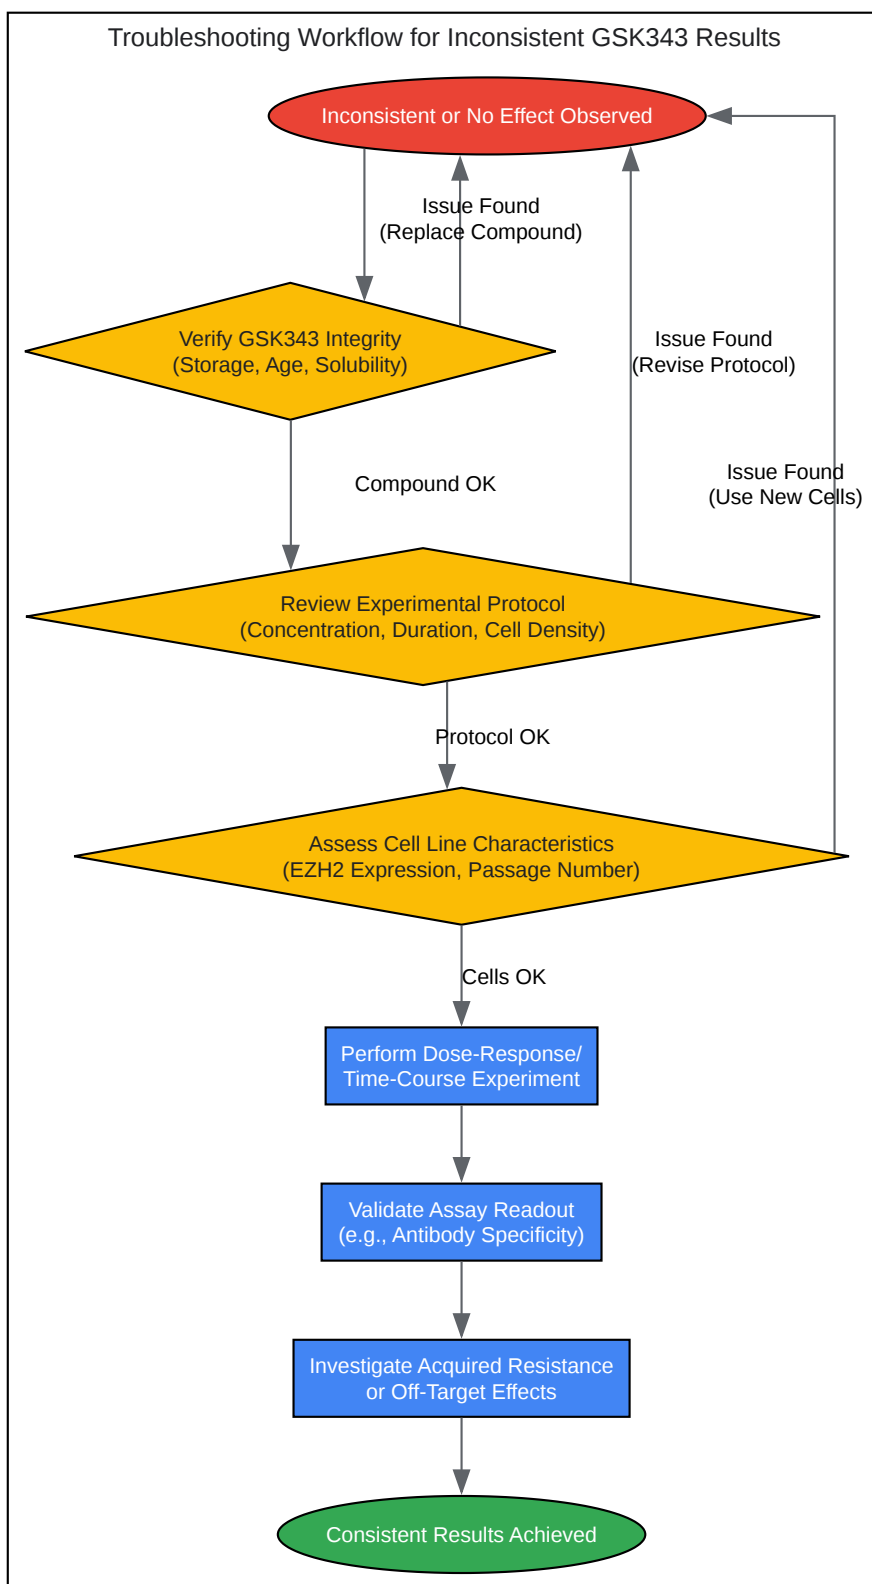 Troubleshooting Workflow for Inconsistent GSK343 Results
Inconsistent or No Effect Observed
Issue Found
(Replace Compound)
Verify GSK343 Integrity
(Storage, Age, Solubility)
Issue Found
(Revise Protocol)
Compound OK
Issue Found
(Use New Cells)
Review Experimental Protocol
(Concentration, Duration, Cell Density)
Protocol OK
Assess Cell Line Characteristics
(EZH2 Expression, Passage Number)
Cells OK
Perform Dose-Response/
Time-Course Experiment
Validate Assay Readout
(e.g., Antibody Specificity)
Investigate Acquired Resistance
or Off-Target Effects
Consistent Results Achieved